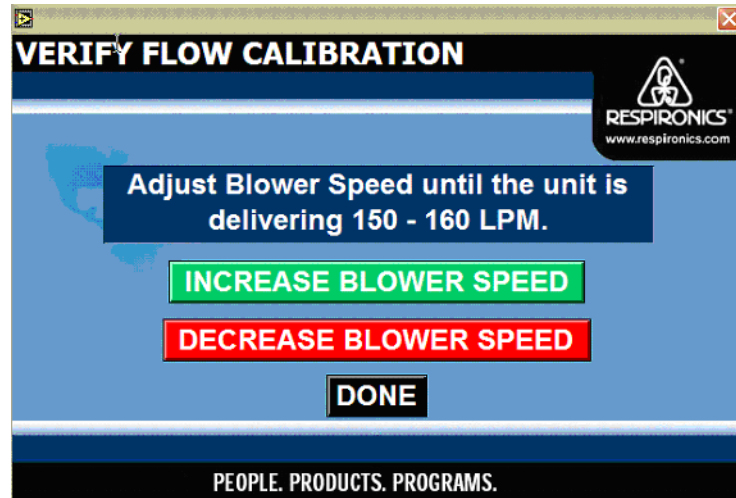 VERIFY FLOW CALIBRATION
RESPIRONICS®
www.respironics.com
Adjust Blower Speed until the unit is
delivering 150 - 160 LPM.
INCREASE BLOWER SPEED
DECREASE BLOWER SPEED
DONE
PEOPLE. PRODUCTS. PROGRAMS.